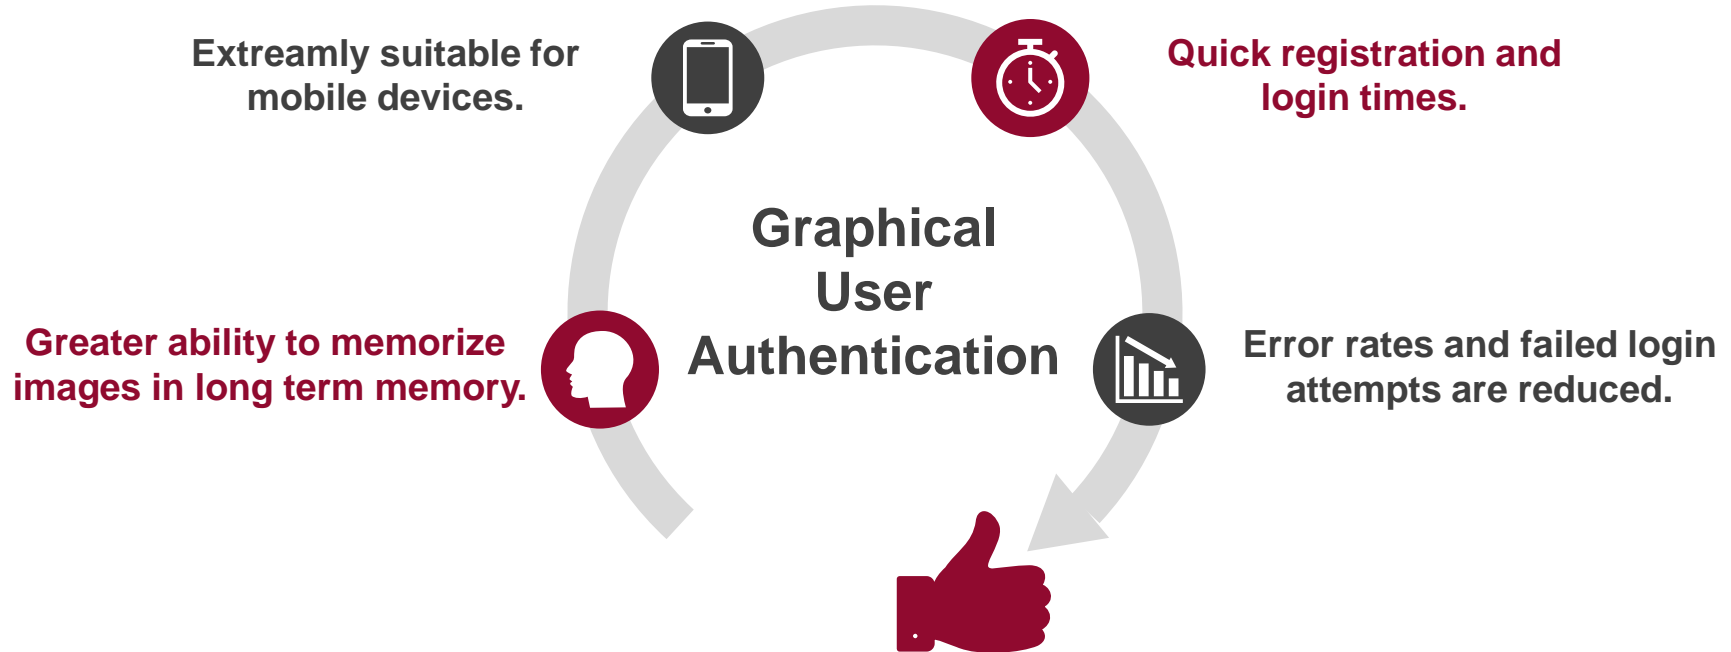 Extreamly suitable for
mobile devices.
Quick registration and
login times.
Graphical
User
Authentication
Greater ability to memorize
images in long term memory.
Error rates and failed login
attempts are reduced.